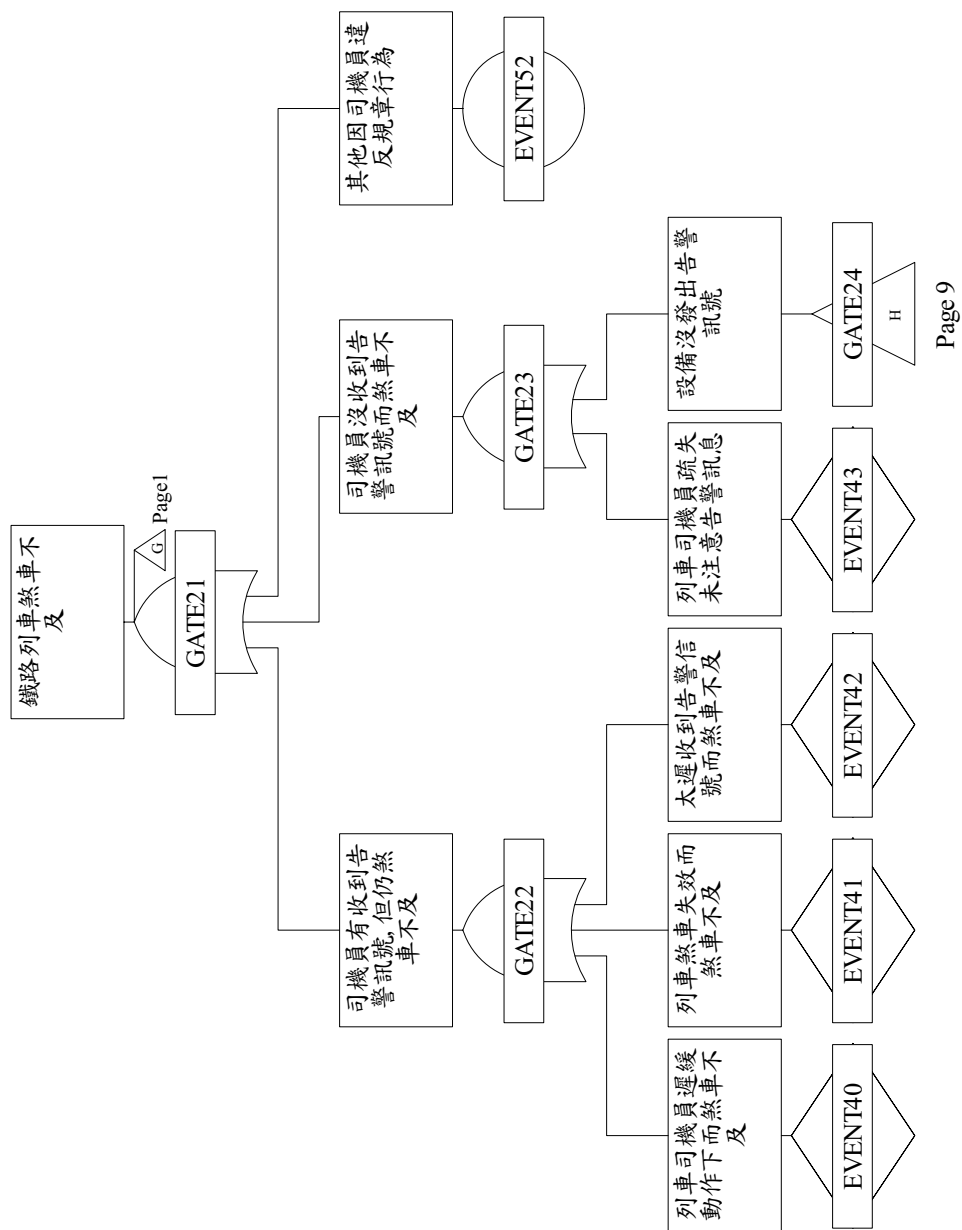 鐵路列車煞車不
及
GATE21
G
Page1
司機員有收到告
警訊號,但仍煞
車不及
GATE22
司機員沒收到告
警訊號而煞車不
及
GATE23
其他因司機員違
反規章行為
EVENT52
列車司機員遲緩
動作下而煞車不
及
EVENT40
列車煞車失效而
煞車不及
EVENT41
太遲收到告警信
號而煞車不及
EVENT42
列車司機員疏失
未注意告警訊息
EVENT43
設備沒發出告警
訊號
GATE24
H
Page 9